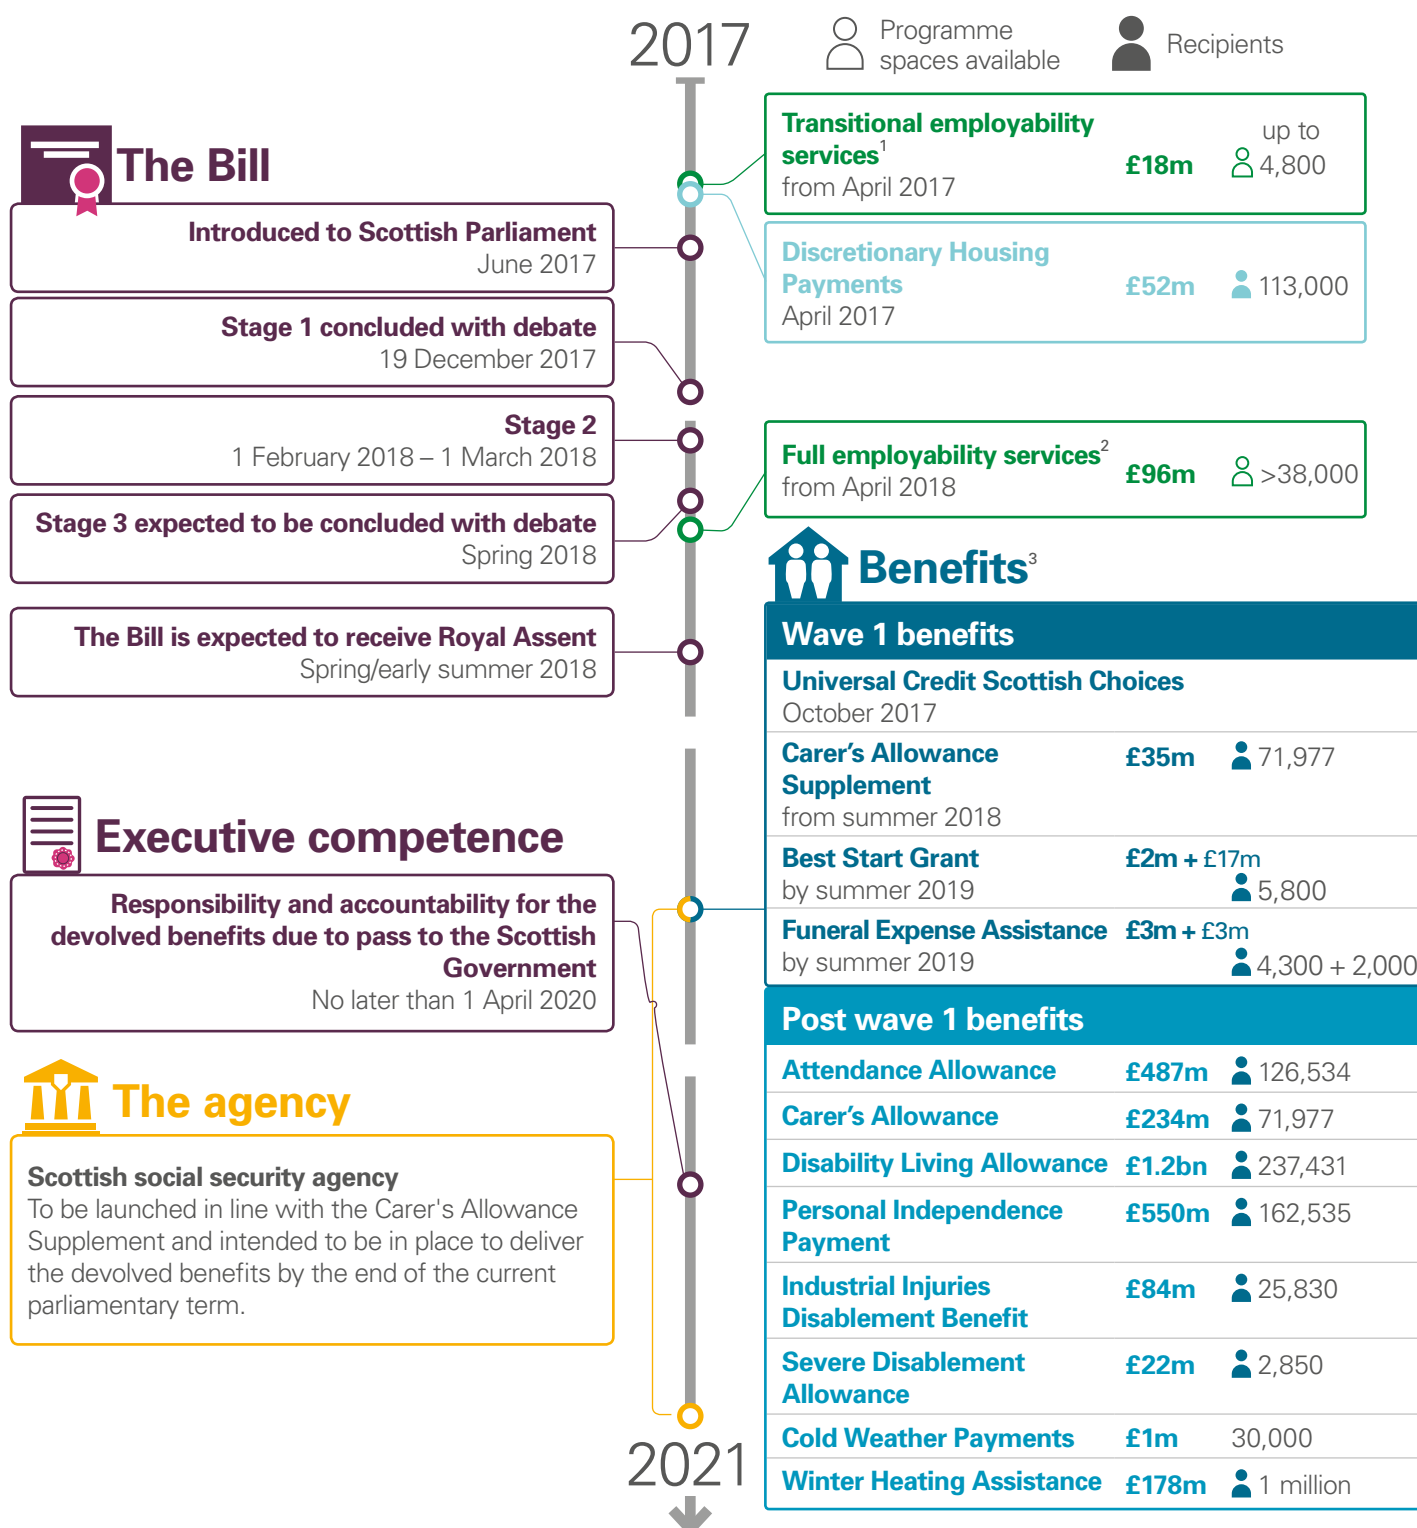 2017
Programme
spaces available
Recipients
The Bill
Introduced to Scottish Parliament
June 2017
Stage 1 concluded with debate
19 December 2017
Stage 2
1 February 2018 – 1 March 2018
Stage 3 expected to be concluded with debate
Spring 2018
The Bill is expected to receive Royal Assent
Spring/early summer 2018
Executive competence
Responsibility and accountability for the
devolved benefits due to pass to the Scottish
Government
No later than 1 April 2020
The agency
Scottish social security agency
To be launched in line with the Carer's Allowance
Supplement and intended to be in place to deliver
the devolved benefits by the end of the current
parliamentary term.
Transitional employability
services1 £18m up to
from April 2017 4,800
Discretionary Housing
Payments £52m 113,000
April 2017
Full employability services2
from April 2018 £96m >38,000
Benefits3
Wave 1 benefits
Universal Credit Scottish Choices
October 2017
Carer’s Allowance £35m 71,977
Supplement
from summer 2018
Best Start Grant £2m + £17m
by summer 2019 5,800
Funeral Expense Assistance £3m + £3m
by summer 2019 4,300 + 2,000
Post wave 1 benefits
Attendance Allowance £487m 126,534
Carer’s Allowance £234m 71,977
Disability Living Allowance £1.2bn 237,431
Personal Independence £550m 162,535
Payment
Industrial Injuries £84m 25,830
Disablement Benefit
Severe Disablement £22m 2,850
Allowance
Cold Weather Payments £1m 30,000
Winter Heating Assistance £178m 1 million
2021